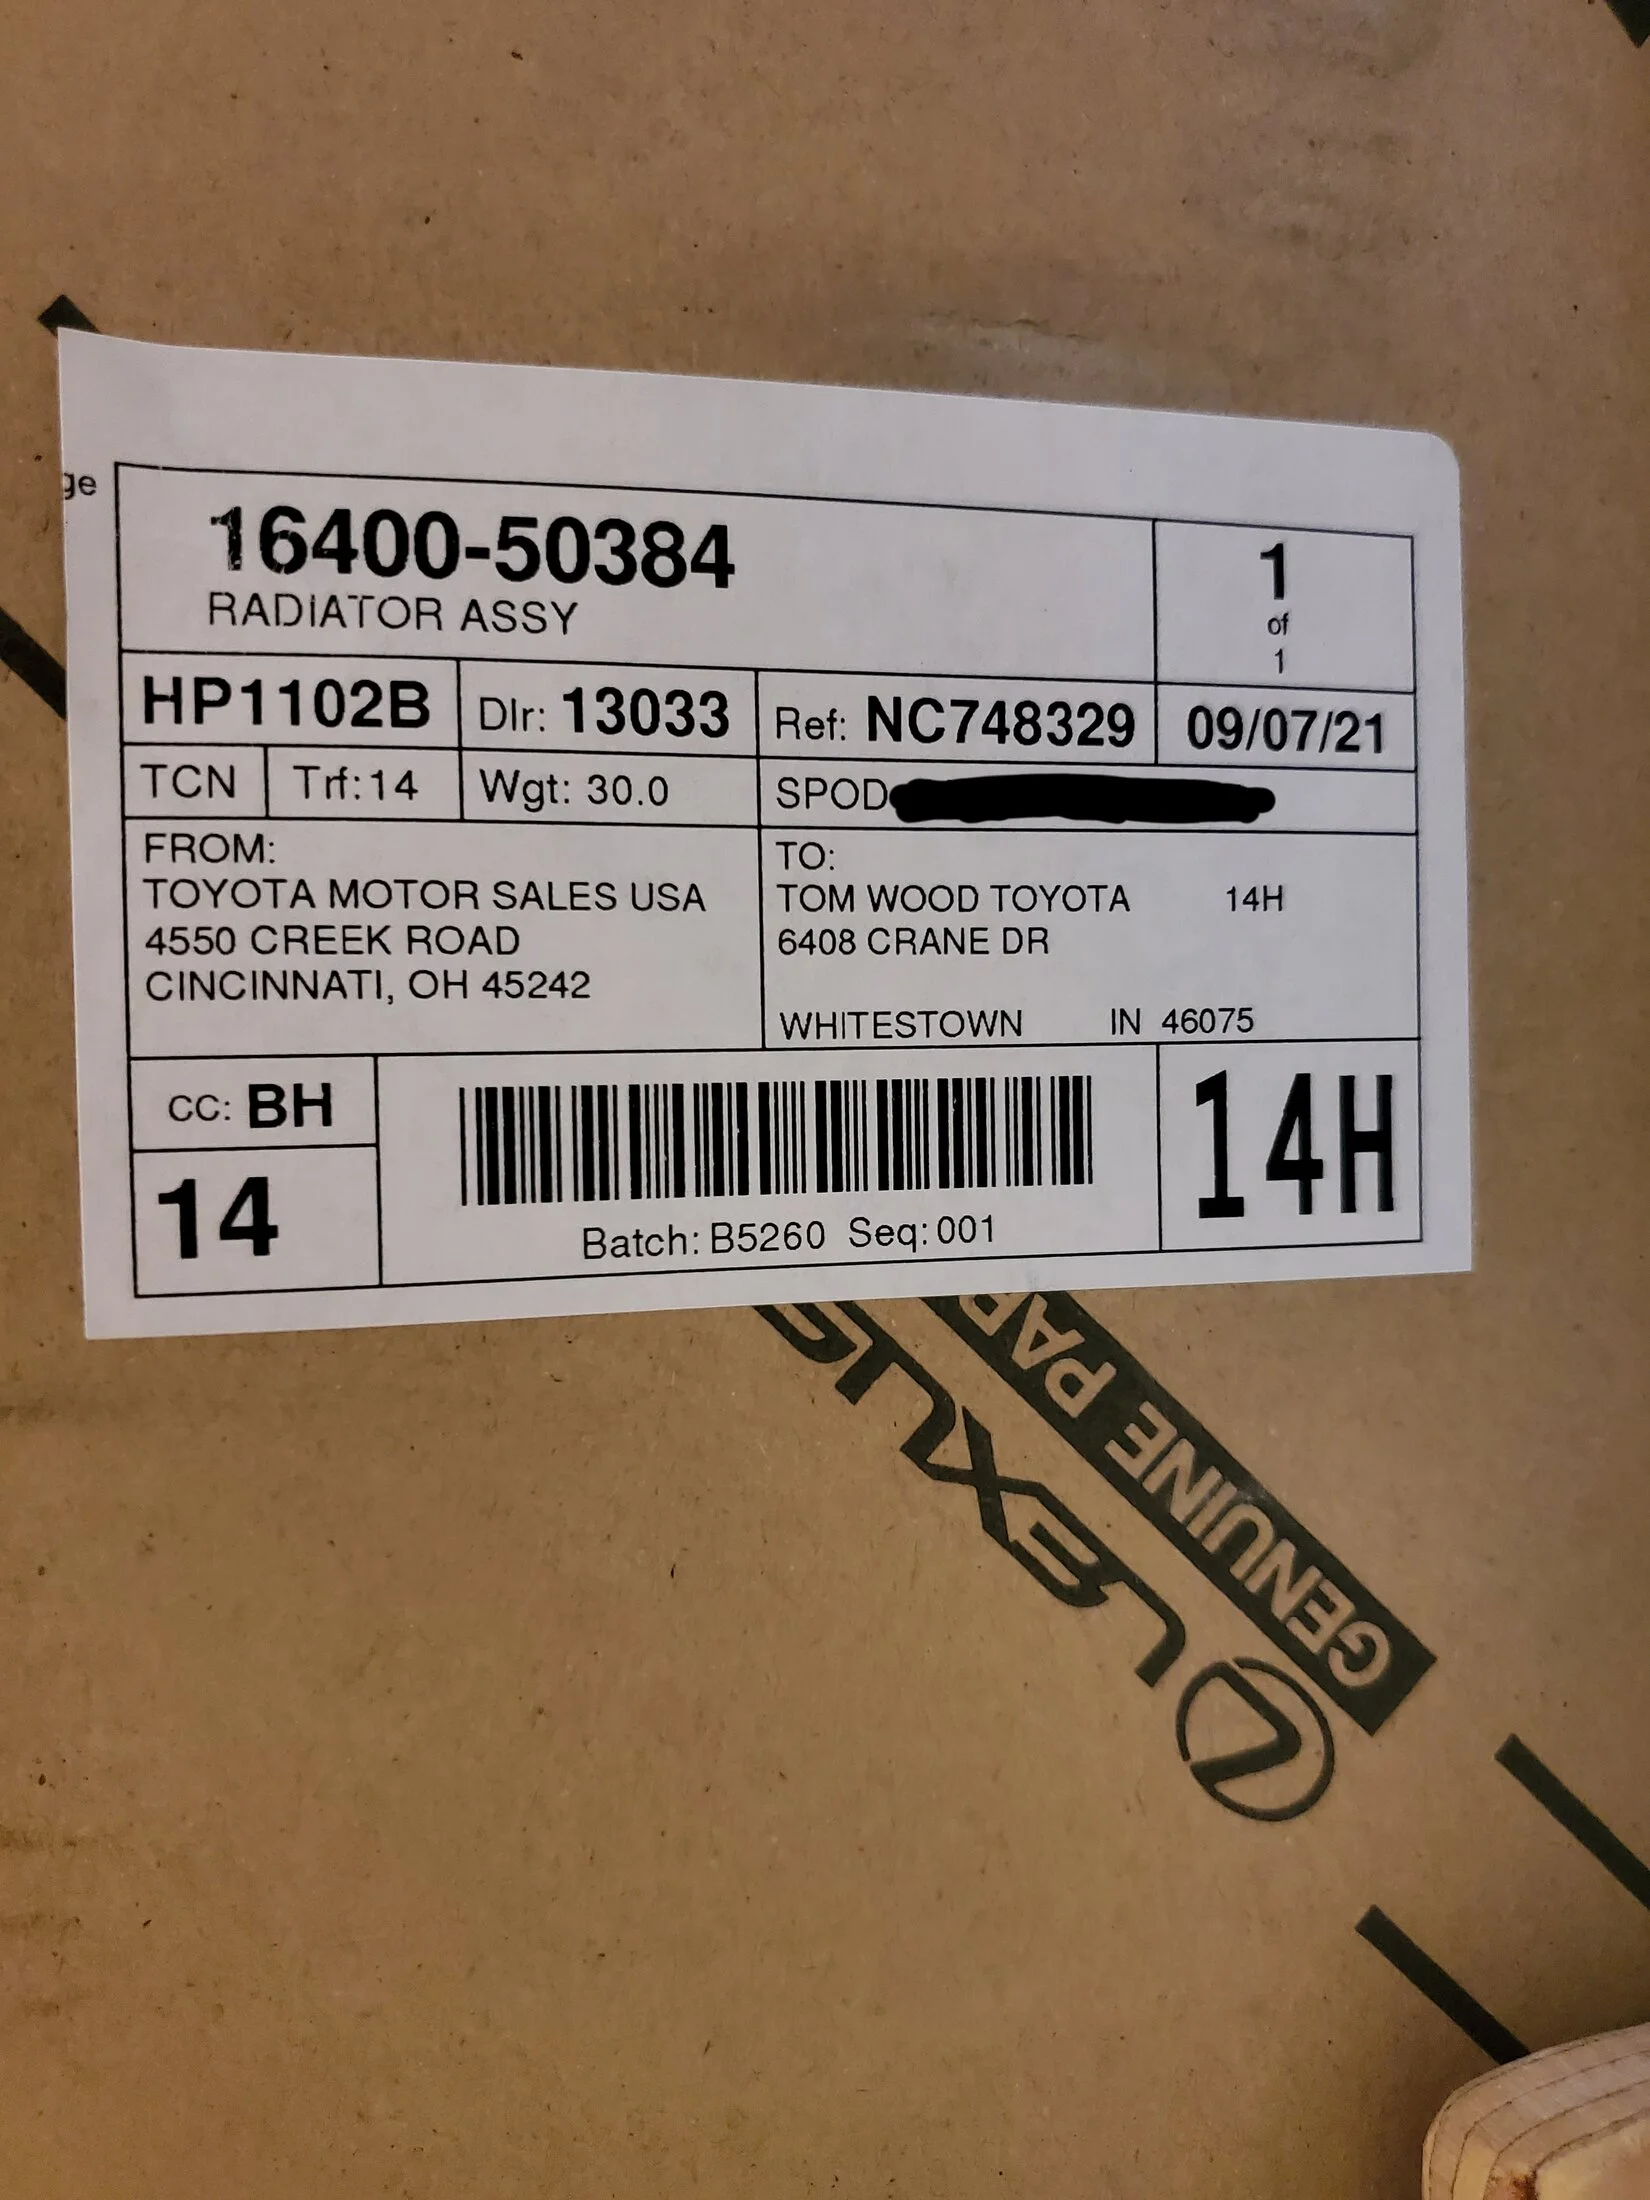 ge
16400-50384
RADIATOR ASSY
1
of
1
HP1102B
Dlr: 13033
Ref: NC748329
09/07/21
TCN
Trf:14
Wgt: 30.0
SPOD
FROM:
TOYOTA MOTOR SALES USA
4550 CREEK ROAD
CINCINNATI, OH 45242
TO:
TOM WOOD TOYOTA 14H
6408 CRANE DR
WHITESTOWN IN 46075
CC: BH
14
Batch: B5260 Seq:001
14H
LEXUS
GENUINE PAR